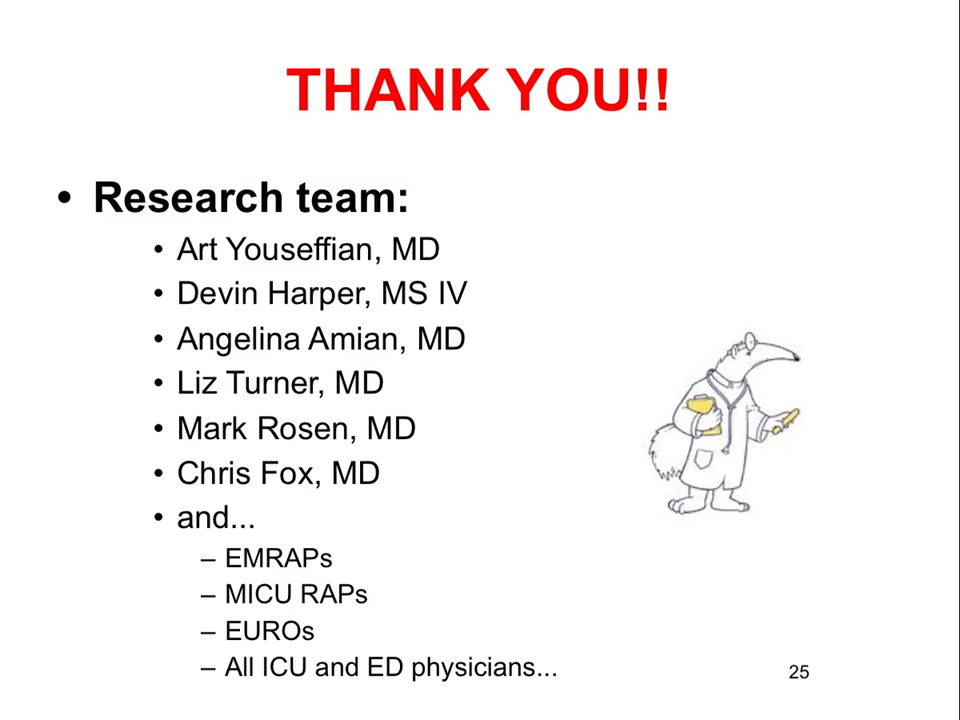 THANK YOU!!
• Research team:
• Art Youseffian, MD
• Devin Harper, MS IV
• Angelina Amian, MD
• Liz Turner, MD
• Mark Rosen, MD
• Chris Fox, MD
• and...
– EMRAPs
– MICU RAPs
– EUROs
– All ICU and ED physicians...
25